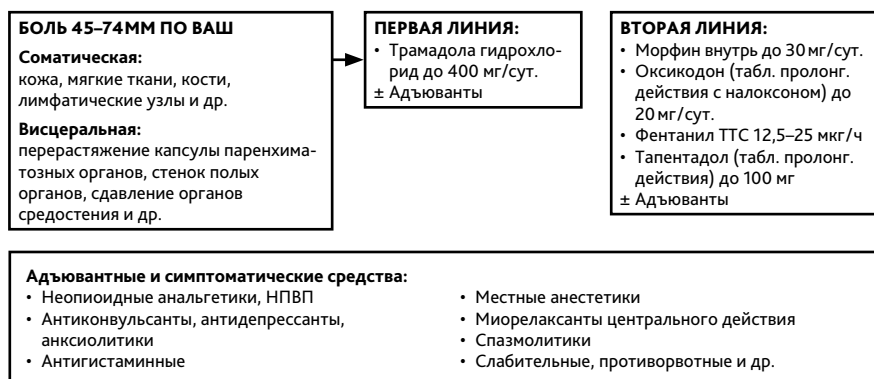 БОЛЬ 45–74 ММ ПО ВАШ
Соматическая:
кожа, мягкие ткани, кости,
лимфатические узлы и др.
Висцеральная:
перерастяжение капсулы паренхима-
тозных органов, стенок полых
органов, сдавление органов
средостения и др.
ПЕРВАЯ ЛИНИЯ:
• Трамадола гидрохло-
рид до 400 мг/сут.
± Адъюванты
ВТОРАЯ ЛИНИЯ:
• Морфин внутрь до 30 мг/сут.
• Оксикодон (табл. пролонг.
действия с налоксоном) до
20 мг/сут.
• Фентанил ТТС 12,5–25 мкг/ч
• Тапентадол (табл. пролонг.
действия) до 100 мг
± Адъюванты
Адъювантные и симптоматические средства:
• Неопиоидные анальгетики, НПВП
• Антиконвульсанты, антидепрессанты,
анксиолитики
• Антигистаминные
• Местные анестетики
• Миорелаксанты центрального действия
• Спазмолитики
• Слабительные, противорвотные и др.